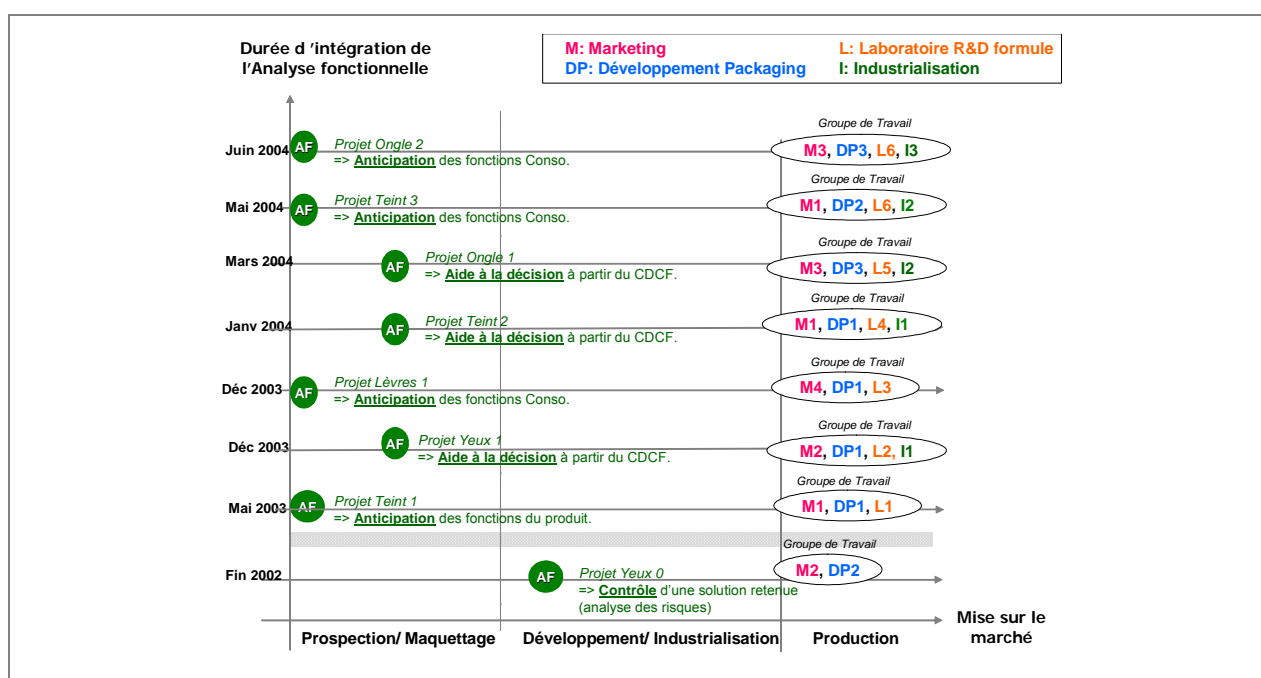 Durée d 'intégration de
l'Analyse fonctionnelle
M: Marketing
L: Laboratoire R&D formule
DP: Développement Packaging
I: Industrialisation
Groupe de Travail
Juin 2004
AF
Projet Ongle 2
=> Anticipation des fonctions Conso.
M3, DP3, L6, I3
Groupe de Travail
Mai 2004
AF
Projet Teint 3
=> Anticipation des fonctions Conso.
M1, DP2, L6, I2
Groupe de Travail
Mars 2004
AF
Projet Ongle 1
=> Aide à la décision à partir du CDCF.
M3, DP3, L5, I2
Groupe de Travail
Janv 2004
AF
Projet Teint 2
=> Aide à la décision à partir du CDCF.
M1, DP1, L4, I1
Groupe de Travail
Déc 2003
AF
Projet Lèvres 1
=> Anticipation des fonctions Conso.
M4, DP1, L3
Groupe de Travail
Déc 2003
AF
Projet Yeux 1
=> Aide à la décision à partir du CDCF.
M2, DP1, L2, I1
Groupe de Travail
Mai 2003
AF
Projet Teint 1
=> Anticipation des fonctions du produit.
M1, DP1, L1
Groupe de Travail
Fin 2002
AF
Projet Yeux 0
=> Contrôle d'une solution retenue
(analyse des risques)
M2, DP2
Mise sur le
marché
Prospection/ Maquettage
Développement/ Industrialisation
Production